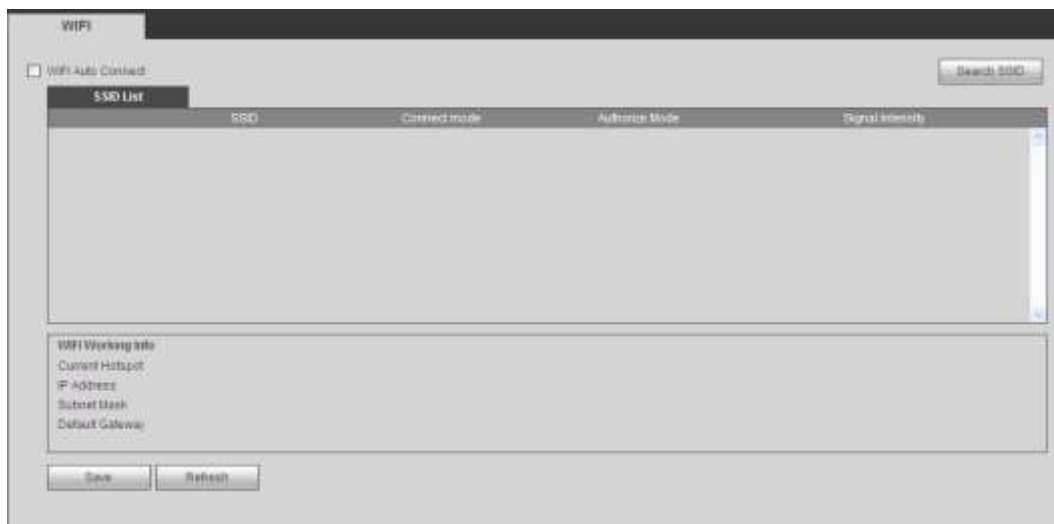 WIFI
WIFI Auto Connect
Search SSID
SSID List
SSID Connect mode Authorize Mode Signal Intensity
WIFI Working Info
Current Hotspot
IP Address
Subnet Mask
Default Gateway
Save Refresh